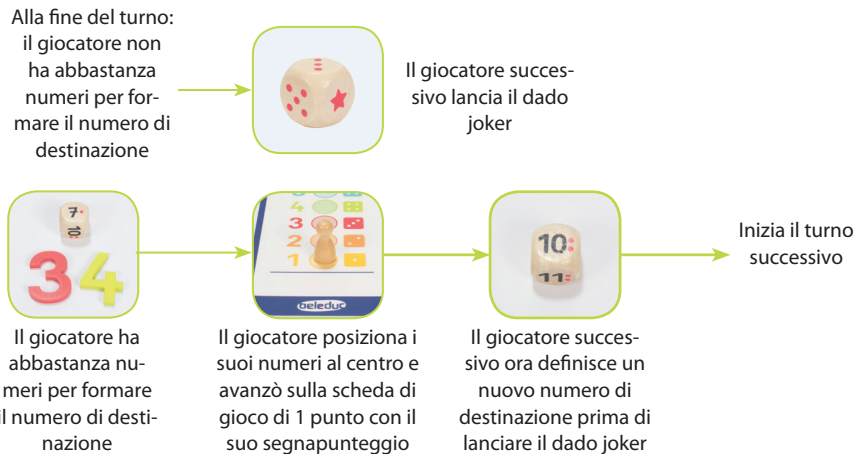 Alla fine del turno:
il giocatore non
ha abbastanza
numeri per for-
mare il numero di
destinazione
Il giocatore succes-
sivo lancia il dado
joker
7
10
3 4
4
3
2
1
beleduc
10
11
Inizia il turno
successivo
Il giocatore ha
abbastanza nu-
meri per formare
il numero di desti-
nazione
Il giocatore posiziona i
suoi numeri al centro e
avanzò sulla scheda di
gioco di 1 punto con il
suo segnapunteggio
Il giocatore succes-
sivo ora definisce un
nuovo numero di
destinazione prima di
lanciare il dado joker